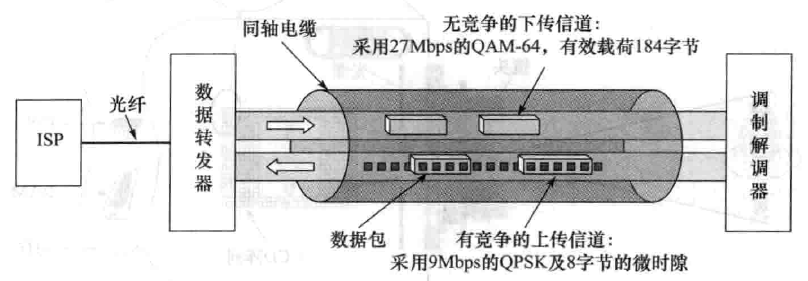 同轴电缆
无竞争的下传信道：
采用27Mbps的QAM-64，有效载荷184字节
光纤
ISP
数据转发器
调制解调器
数据包
有竞争的上传信道：
采用9Mbps的QPSK及8字节的微时隙